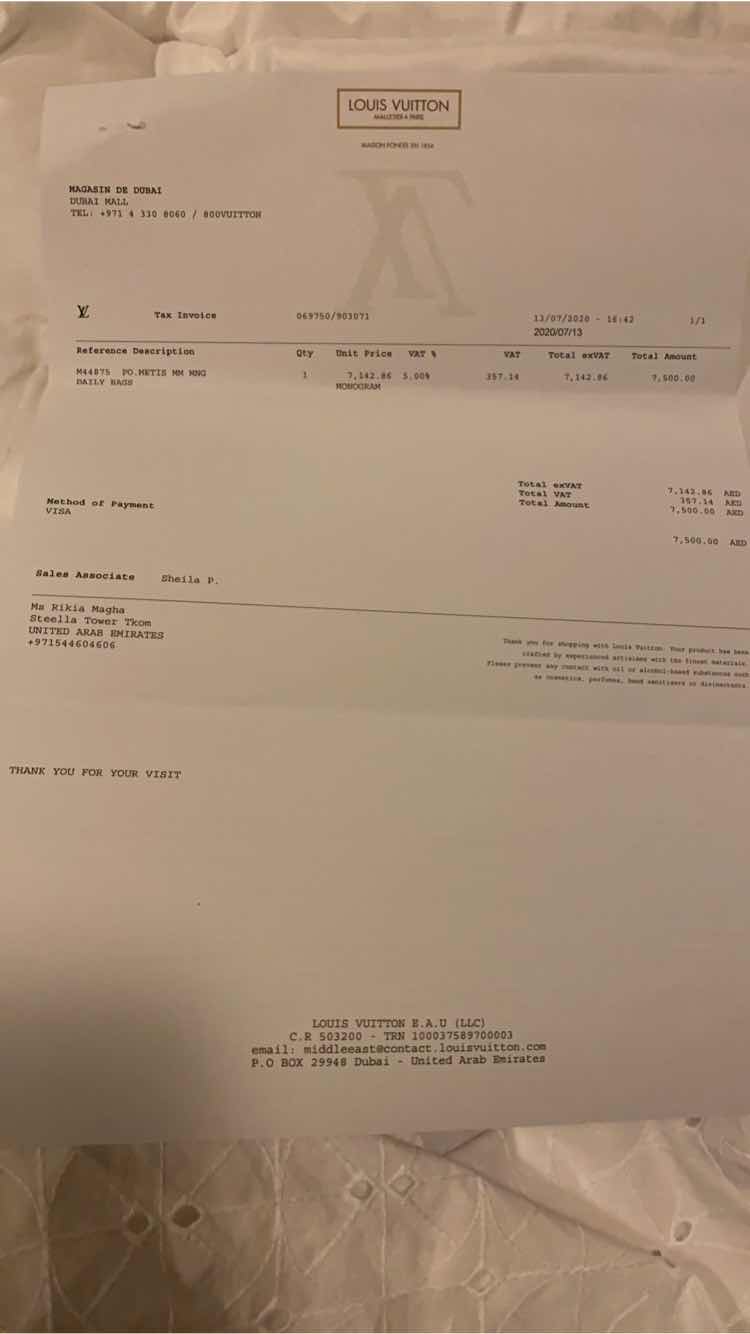 LOUIS VUITTON
MALLETIER A PARIS
MAISON FONDEE EN 1854
MAGASIN DE DUBAI
DUBAI MALL
TEL: +971 4 330 8060 / 800VUITTON
LV Tax Invoice 069750/903071 13/07/2020 - 16:42 1/1
2020/07/13
Reference Description Qty Unit Price VAT % VAT Total exVAT Total Amount
M44875 PO.METIS MM MNG 1 7,142.86 5.00% 357.14 7,142.86 7,500.00
DAILY BAGS MONOGRAM
Total exVAT 7,142.86 AED
Total VAT 357.14 AED
Total Amount 7,500.00 AED
Method of Payment
VISA
7,500.00 AED
Sales Associate Sheila P.
Ms Rikia Magha
Steella Tower Tkom
UNITED ARAB EMIRATES
+971544604606
Thank you for shopping with Louis Vuitton. Your product has been
crafted by experienced artisians with the finest materials.
Please prevent any contact with oil or alcohol-based substances such
as cosmetics, perfumes, hand sanitizers or disinectants.
THANK YOU FOR YOUR VISIT
LOUIS VUITTON E.A.U (LLC)
C.R 503200 - TRN 100037589700003
email: middleeast@contact.louisvuitton.com
P.O BOX 29948 Dubai - United Arab Emirates